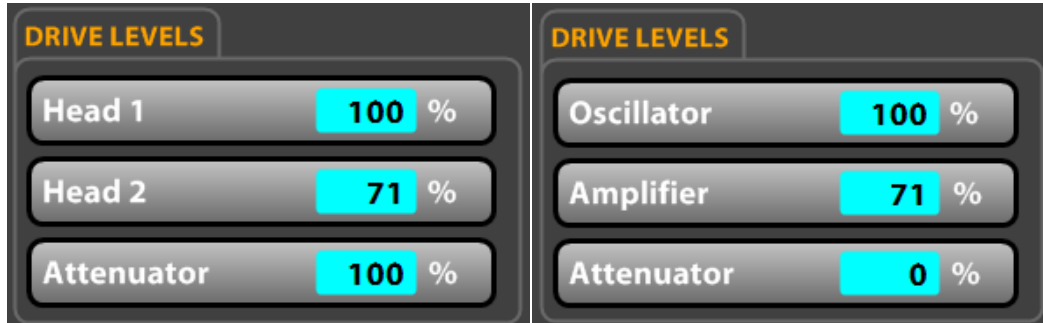 DRIVE LEVELS
Head 1 100 %
Head 2 71 %
Attenuator 100 %
DRIVE LEVELS
Oscillator 100 %
Amplifier 71 %
Attenuator 0 %